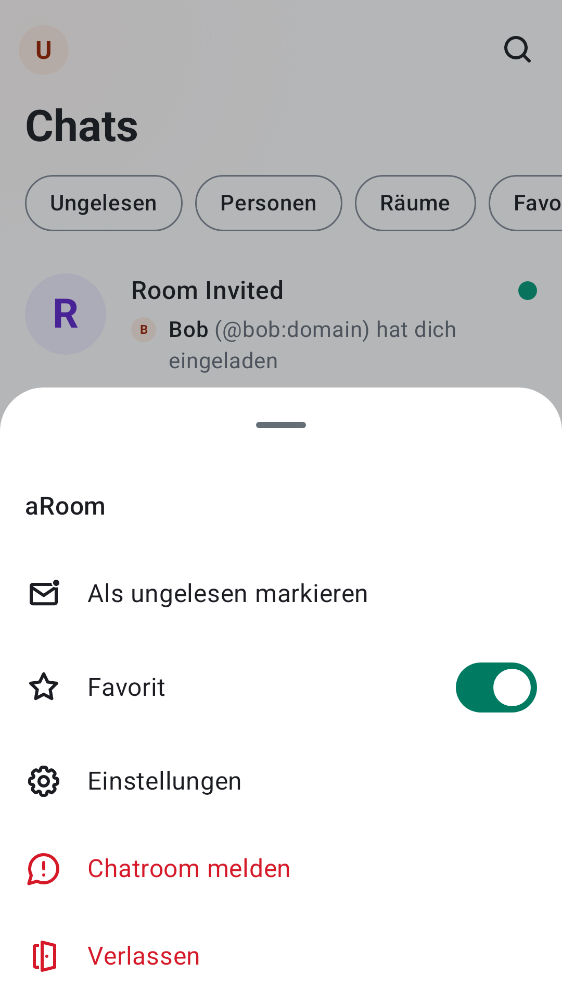 U
Chats
Ungelesen Personen Räume Favo
R
Room Invited
B Bob (@bob:domain) hat dich
eingeladen
aRoom
Als ungelesen markieren
Favorit
Einstellungen
Chatroom melden
Verlassen